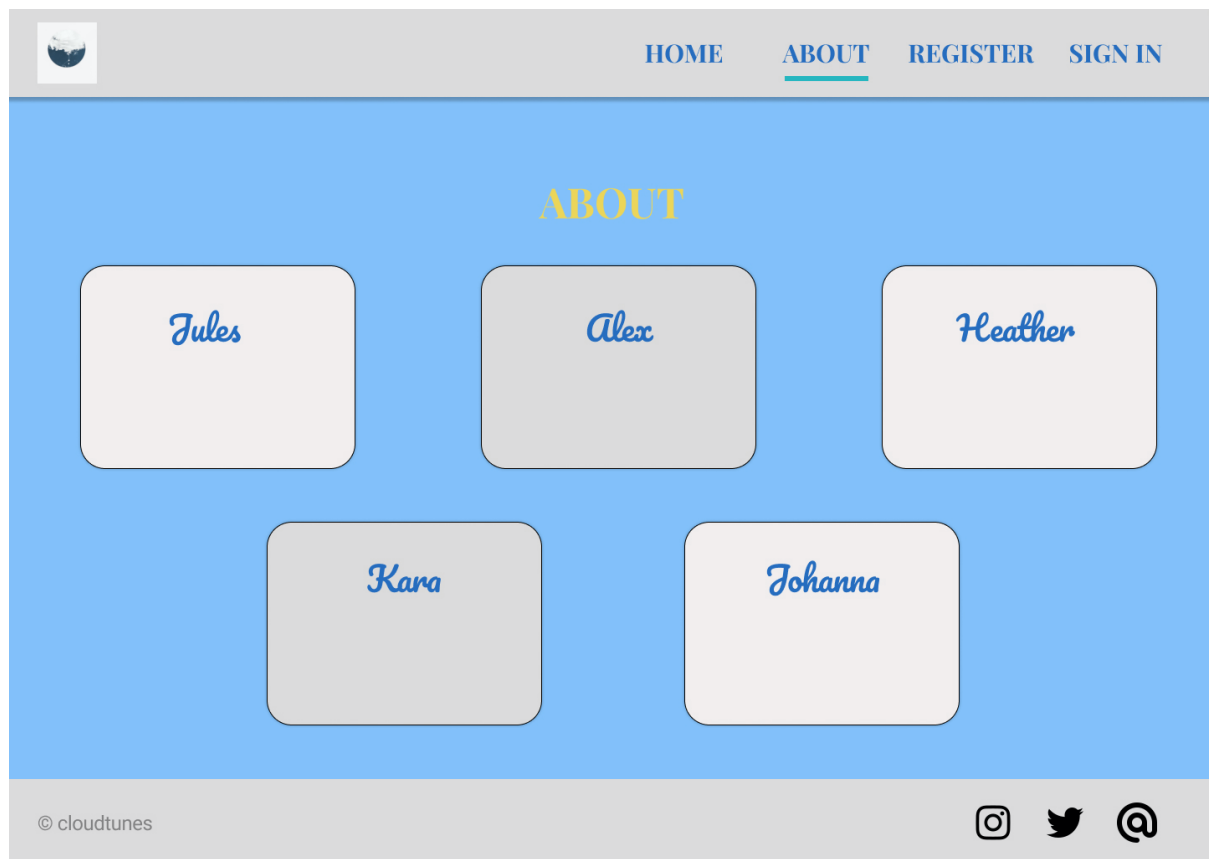 HOME ABOUT REGISTER SIGN IN
ABOUT
Jules Alex Heather
Kara Johanna
© cloudtunes